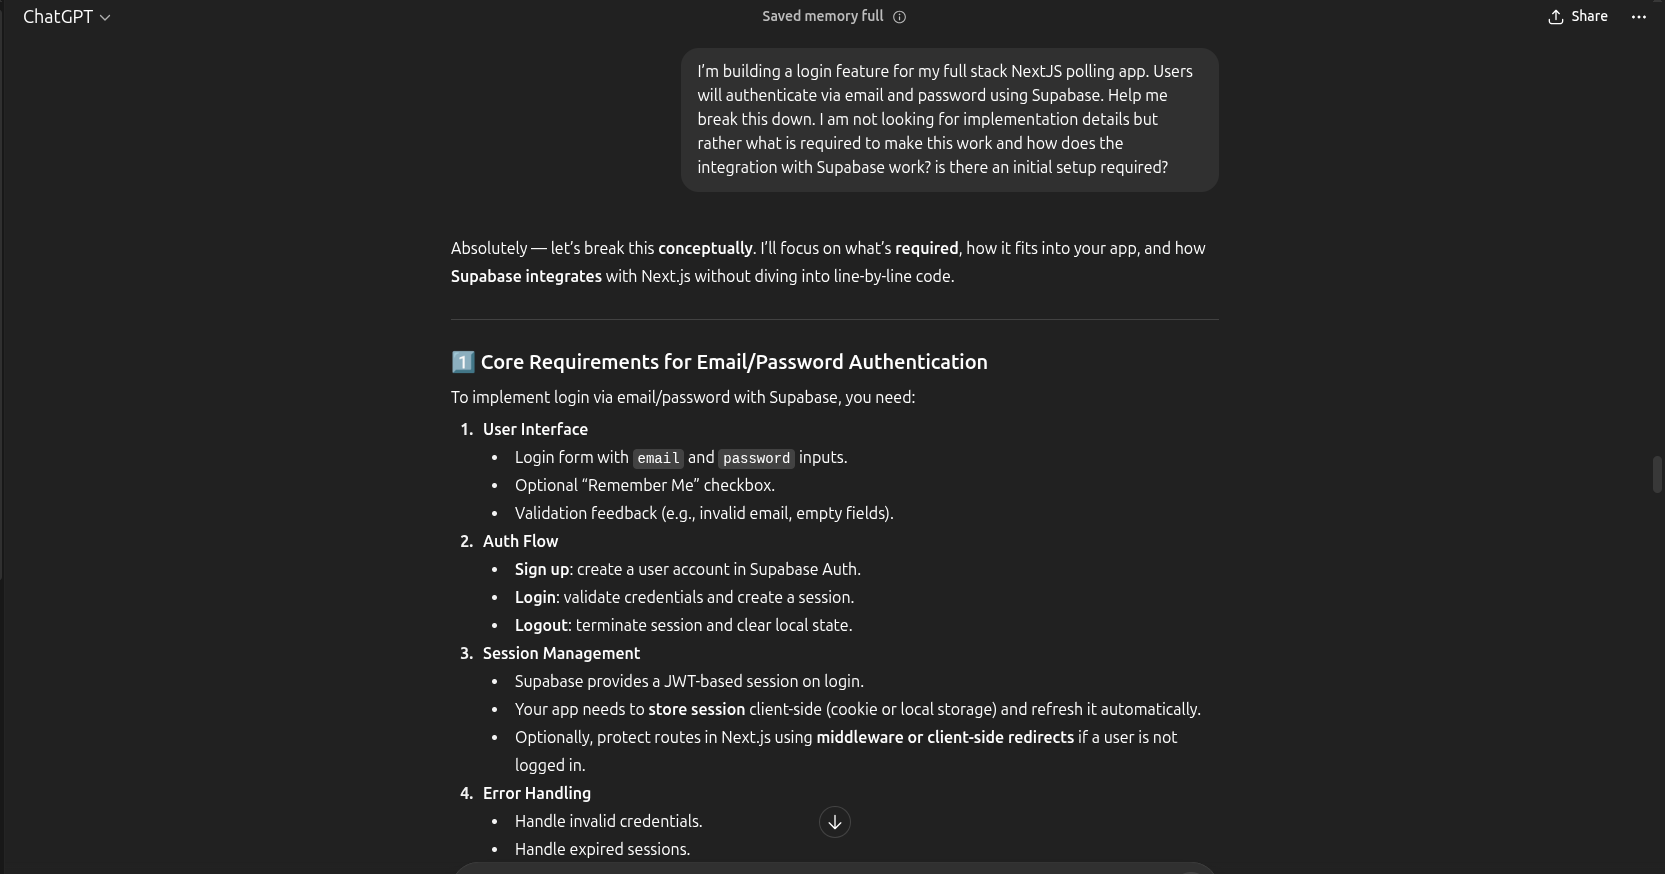 ChatGPT
Saved memory full
Share
I’m building a login feature for my full stack NextJS polling app. Users
will authenticate via email and password using Supabase. Help me
break this down. I am not looking for implementation details but
rather what is required to make this work and how does the
integration with Supabase work? is there an initial setup required?
Absolutely — let’s break this conceptually. I’ll focus on what’s required, how it fits into your app, and how
Supabase integrates with Next.js without diving into line-by-line code.
1 Core Requirements for Email/Password Authentication
To implement login via email/password with Supabase, you need:
1. User Interface
• Login form with email and password inputs.
• Optional “Remember Me” checkbox.
• Validation feedback (e.g., invalid email, empty fields).
2. Auth Flow
• Sign up: create a user account in Supabase Auth.
• Login: validate credentials and create a session.
• Logout: terminate session and clear local state.
3. Session Management
• Supabase provides a JWT-based session on login.
• Your app needs to store session client-side (cookie or local storage) and refresh it automatically.
• Optionally, protect routes in Next.js using middleware or client-side redirects if a user is not
logged in.
4. Error Handling
• Handle invalid credentials.
• Handle expired sessions.